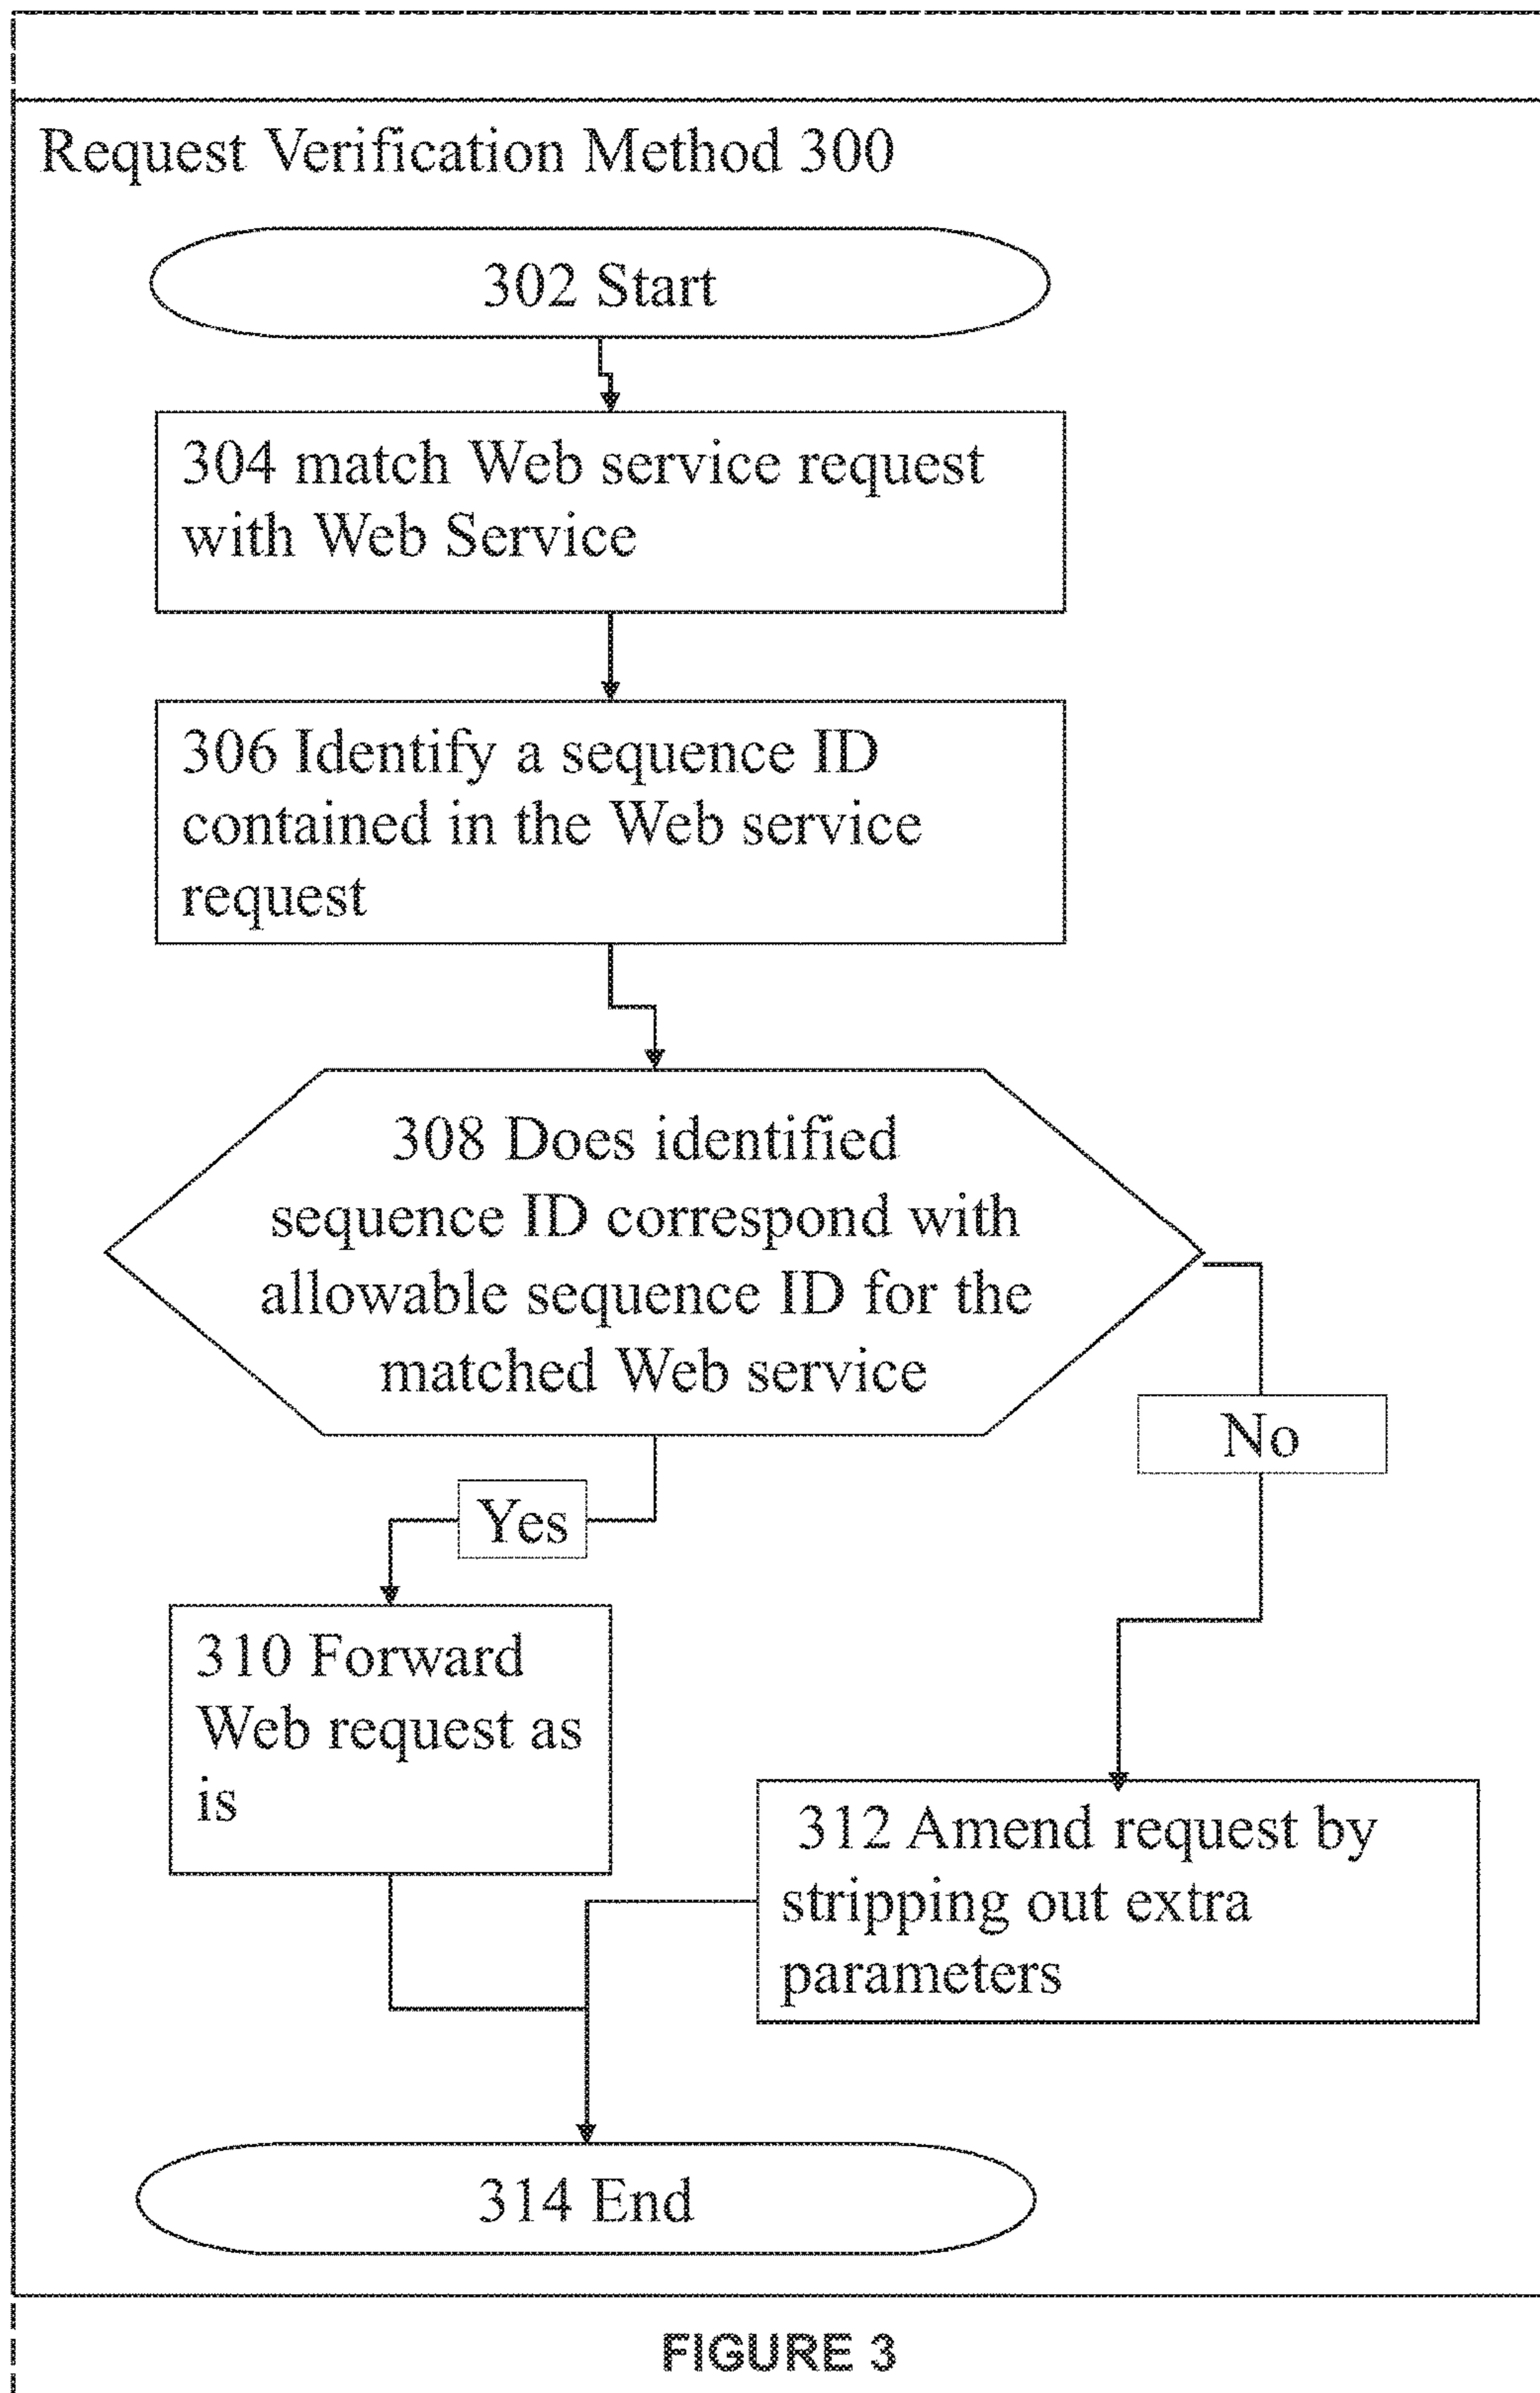 Request Verification Method 300
302 Start
304 match Web service request
with Web Service
306 Identify a sequence ID
contained in the Web service
request
308 Does identified
sequence ID correspond with
allowable sequence ID for the
matched Web service
No
Yes
310 Forward
Web request as
is
312 Amend request by
stripping out extra
parameters
314 End
FIGURE 3